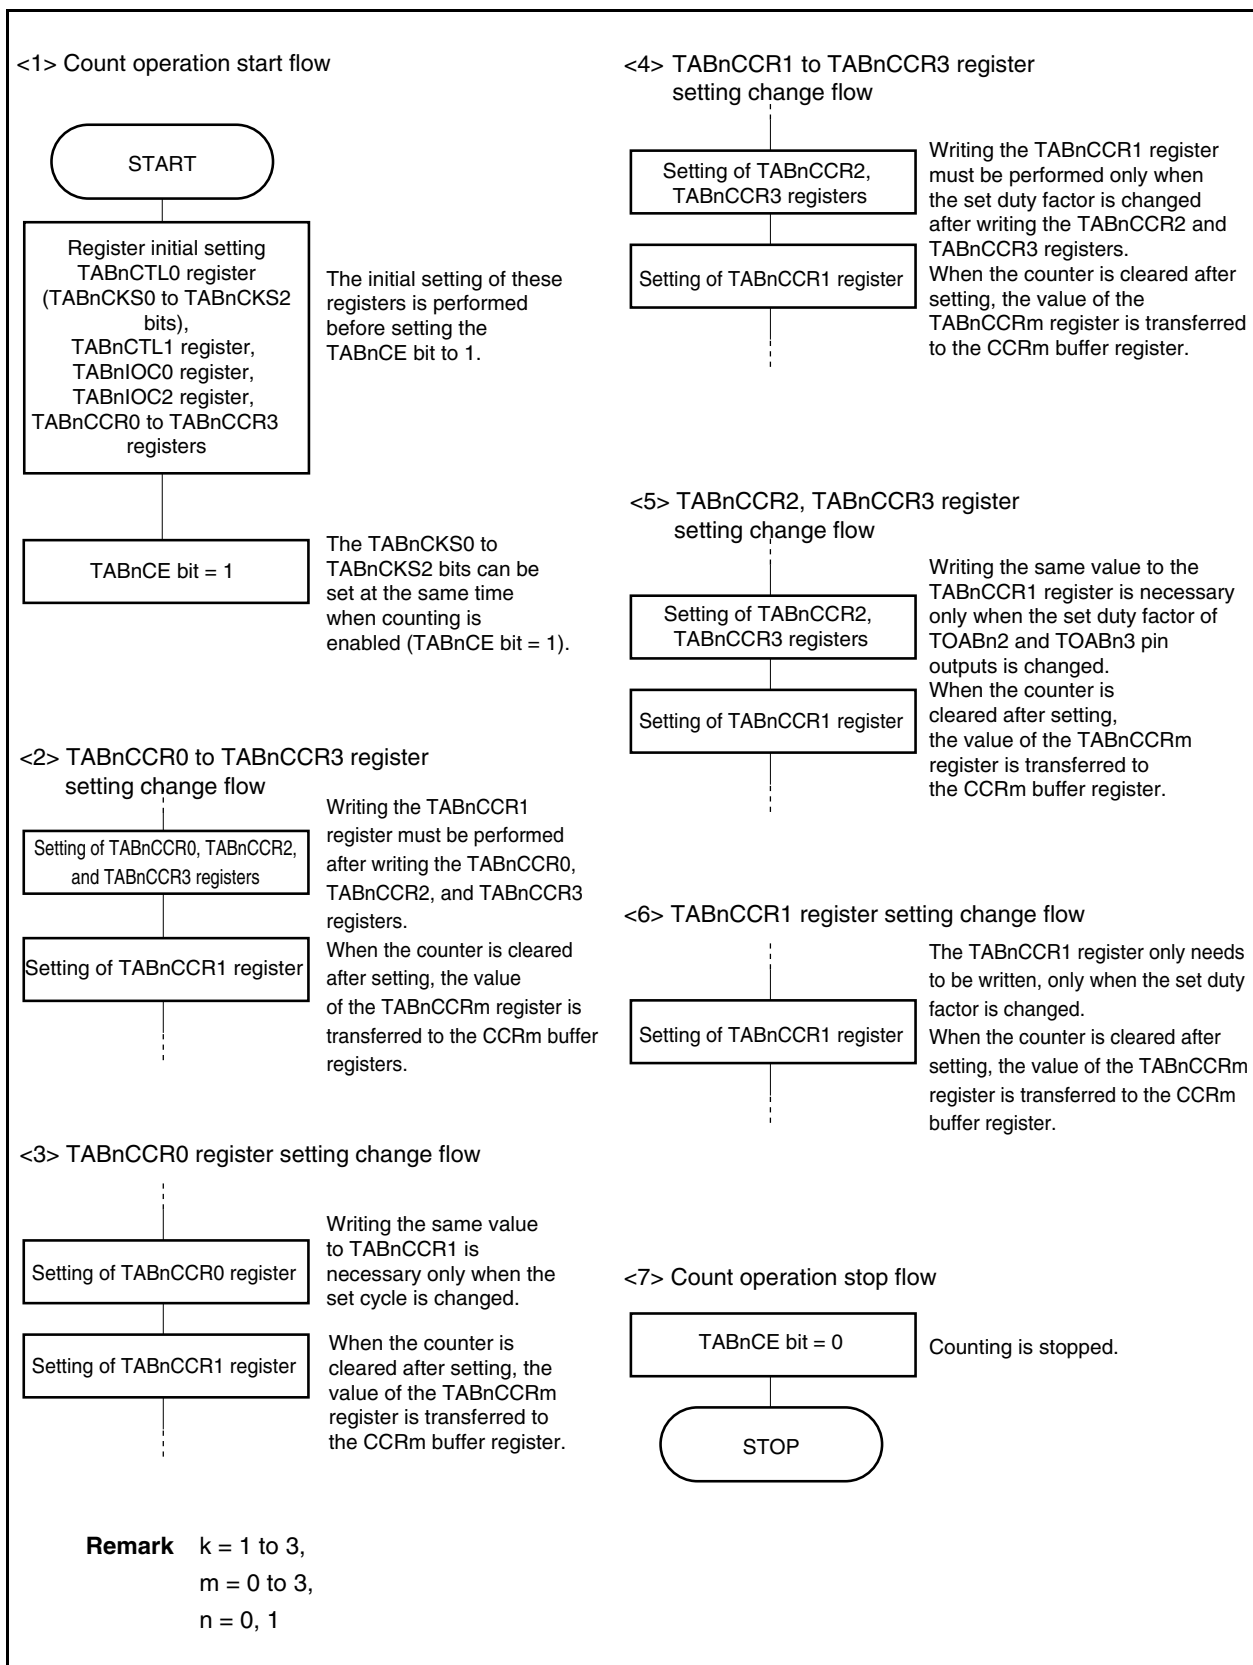 <1> Count operation start flow
START
Register initial setting
TABnCTL0 register
(TABnCKS0 to TABnCKS2
bits),
TABnCTL1 register,
TABnIOC0 register,
TABnIOC2 register,
TABnCCR0 to TABnCCR3
registers
The initial setting of these
registers is performed
before setting the
TABnCE bit to 1.
TABnCE bit = 1
The TABnCKS0 to
TABnCKS2 bits can be
set at the same time
when counting is
enabled (TABnCE bit = 1).
<2> TABnCCR0 to TABnCCR3 register
setting change flow
Setting of TABnCCR0, TABnCCR2,
and TABnCCR3 registers
Setting of TABnCCR1 register
Writing the TABnCCR1
register must be performed
after writing the TABnCCR0,
TABnCCR2, and TABnCCR3
registers.
When the counter is cleared
after setting, the value
of the TABnCCRm register is
transferred to the CCRm buffer
registers.
<3> TABnCCR0 register setting change flow
Setting of TABnCCR0 register
Setting of TABnCCR1 register
Writing the same value
to TABnCCR1 is
necessary only when the
set cycle is changed.
When the counter is
cleared after setting, the
value of the TABnCCRm
register is transferred to
the CCRm buffer register.
<4> TABnCCR1 to TABnCCR3 register
setting change flow
Setting of TABnCCR2,
TABnCCR3 registers
Setting of TABnCCR1 register
Writing the TABnCCR1 register
must be performed only when
the set duty factor is changed
after writing the TABnCCR2 and
TABnCCR3 registers.
When the counter is cleared after
setting, the value of the
TABnCCRm register is transferred
to the CCRm buffer register.
<5> TABnCCR2, TABnCCR3 register
setting change flow
Setting of TABnCCR2,
TABnCCR3 registers
Setting of TABnCCR1 register
Writing the same value to the
TABnCCR1 register is necessary
only when the set duty factor of
TOABn2 and TOABn3 pin
outputs is changed.
When the counter is
cleared after setting,
the value of the TABnCCRm
register is transferred to
the CCRm buffer register.
<6> TABnCCR1 register setting change flow
Setting of TABnCCR1 register
The TABnCCR1 register only needs
to be written, only when the set duty
factor is changed.
When the counter is cleared after
setting, the value of the TABnCCRm
register is transferred to the CCRm
buffer register.
<7> Count operation stop flow
TABnCE bit = 0
Counting is stopped.
STOP
Remark k = 1 to 3,
m = 0 to 3,
n = 0, 1